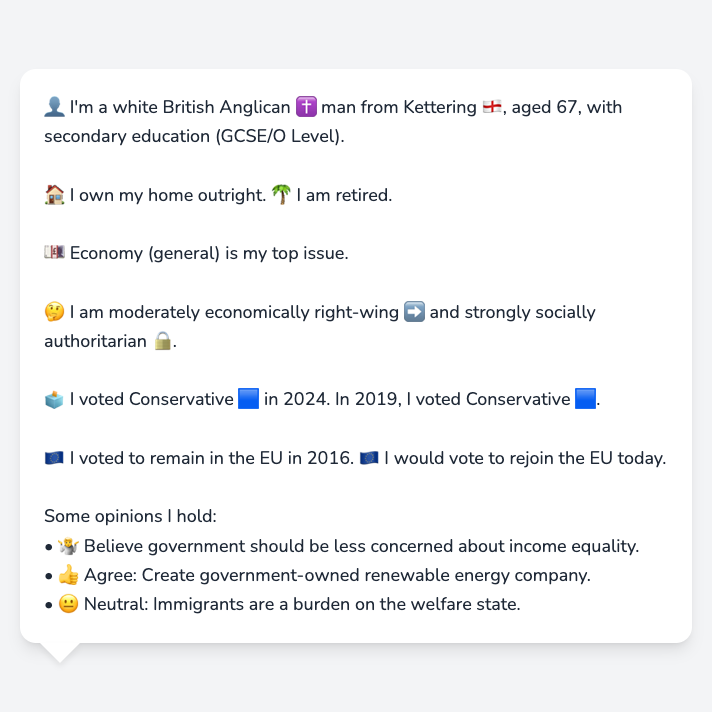 👤 I'm a white British Anglican ✝️ man from Kettering 🏴󠁧󠁢󠁥󠁮󠁧󠁿, aged 67, with
secondary education (GCSE/O Level).
🏠 I own my home outright. 🌴 I am retired.
💷 Economy (general) is my top issue.
🤔 I am moderately economically right-wing ➡️ and strongly socially
authoritarian 🔒.
🗳️ I voted Conservative 🟦 in 2024. In 2019, I voted Conservative 🟦.
🇪🇺 I voted to remain in the EU in 2016. 🇪🇺 I would vote to rejoin the EU today.
Some opinions I hold:
• 🤷 Believe government should be less concerned about income equality.
• 👍 Agree: Create government-owned renewable energy company.
• 😐 Neutral: Immigrants are a burden on the welfare state.